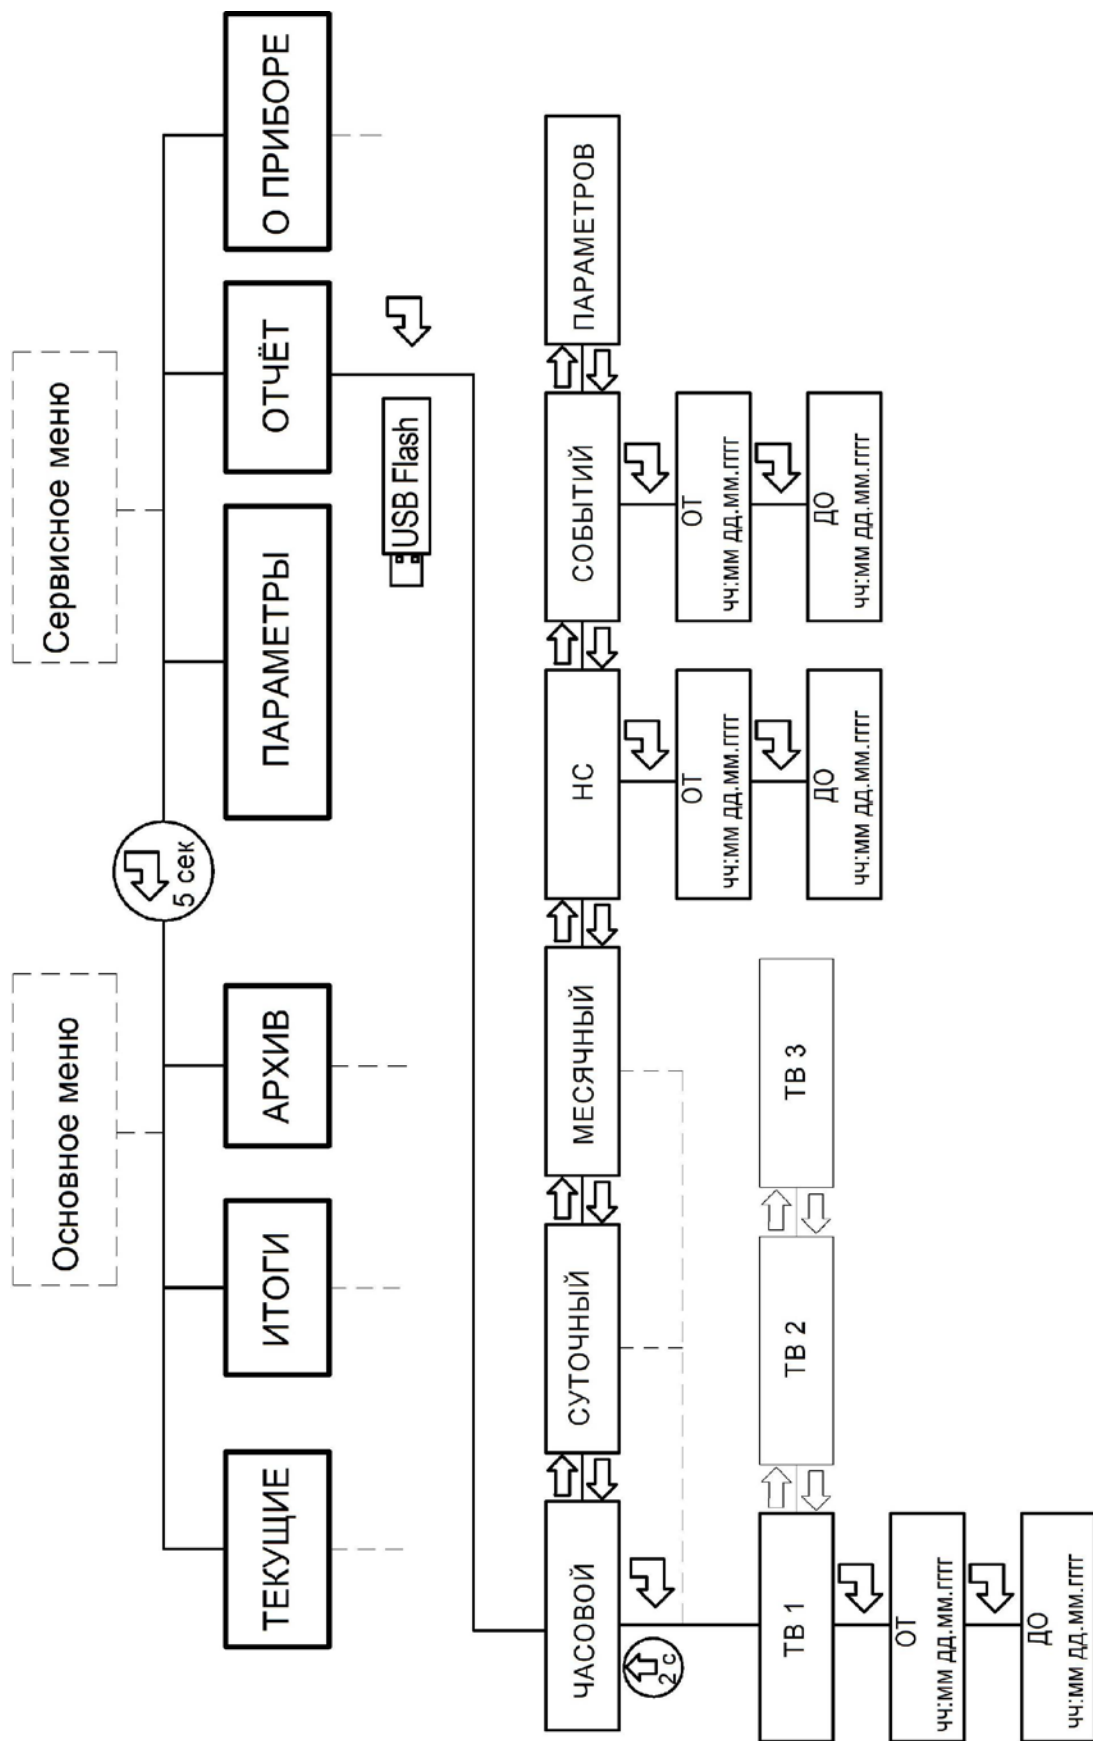 Основное меню
Сервисное меню
5 сек
ТЕКУЩИЕ
ИТОГИ
АРХИВ
ПАРАМЕТРЫ
ОТЧЁТ
О ПРИБОРЕ
USB Flash
ЧАСОВОЙ
СУТОЧНЫЙ
МЕСЯЧНЫЙ
НС
СОБЫТИЙ
ПАРАМЕТРОВ
2 с
ОТ
чч:мм дд.мм.гггг
ОТ
чч:мм дд.мм.гггг
ТВ 1
ТВ 2
ТВ 3
ДО
чч:мм дд.мм.гггг
ДО
чч:мм дд.мм.гггг
ОТ
чч:мм дд.мм.гггг
ДО
чч:мм дд.мм.гггг